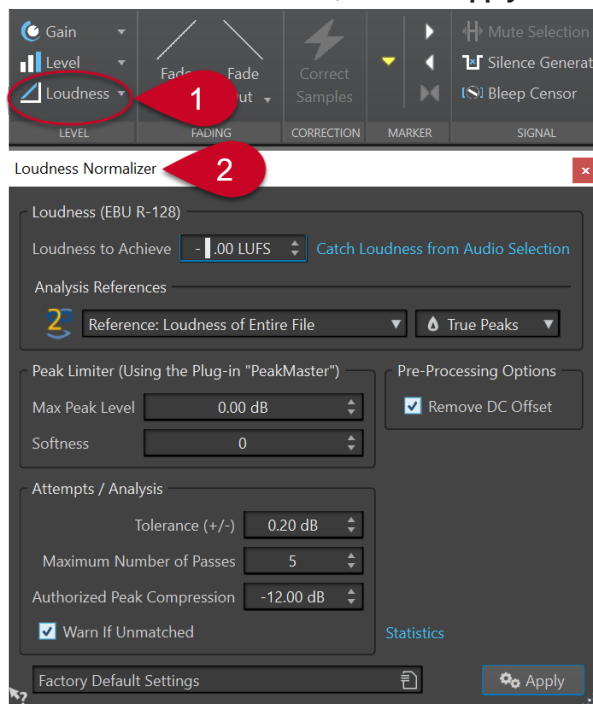 Gain
Mute Selection
Level
Fade Fade
Correct
Silence Generat
Loudness
1
ut
Samples
Bleep Censor
LEVEL
FADING
CORRECTION
MARKER
SIGNAL
Loudness Normalizer
2
x
Loudness (EBU R-128)
Loudness to Achieve - .00 LUFS Catch Loudness from Audio Selection
Analysis References
2 Reference: Loudness of Entire File True Peaks
Peak Limiter (Using the Plug-in "PeakMaster") Pre-Processing Options
Max Peak Level 0.00 dB Remove DC Offset
Softness 0
Attempts / Analysis
Tolerance (+/-) 0.20 dB
Maximum Number of Passes 5
Authorized Peak Compression -12.00 dB
Warn If Unmatched Statistics
Factory Default Settings Apply